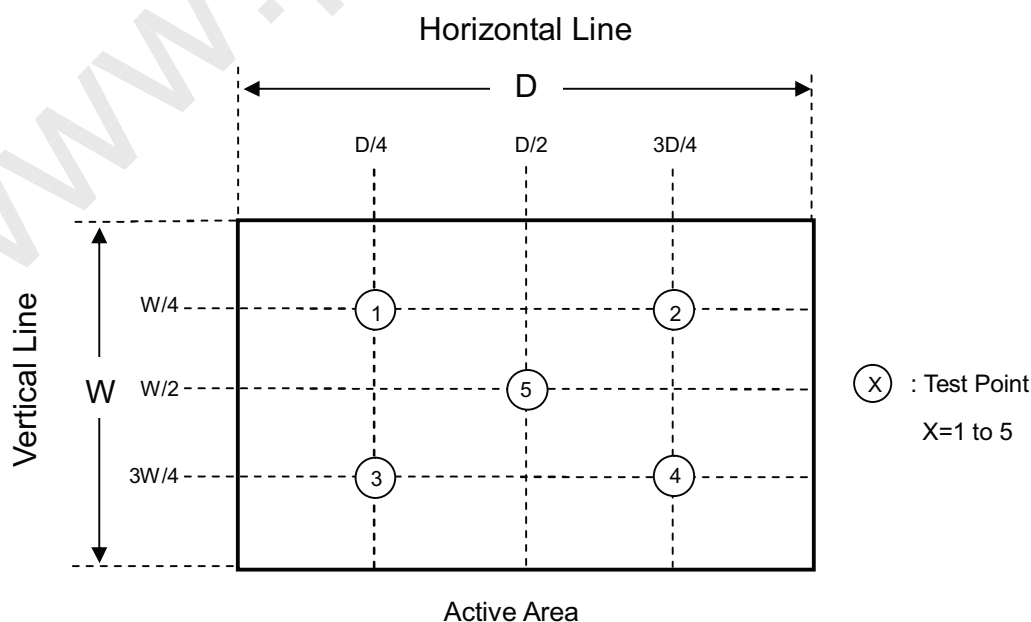 www.p
Horizontal Line
D
D/4 D/2 3D/4
Vertical Line
W
W/4
1 2
W/2
5
3W/4
3 4
X : Test Point
X=1 to 5
Active Area